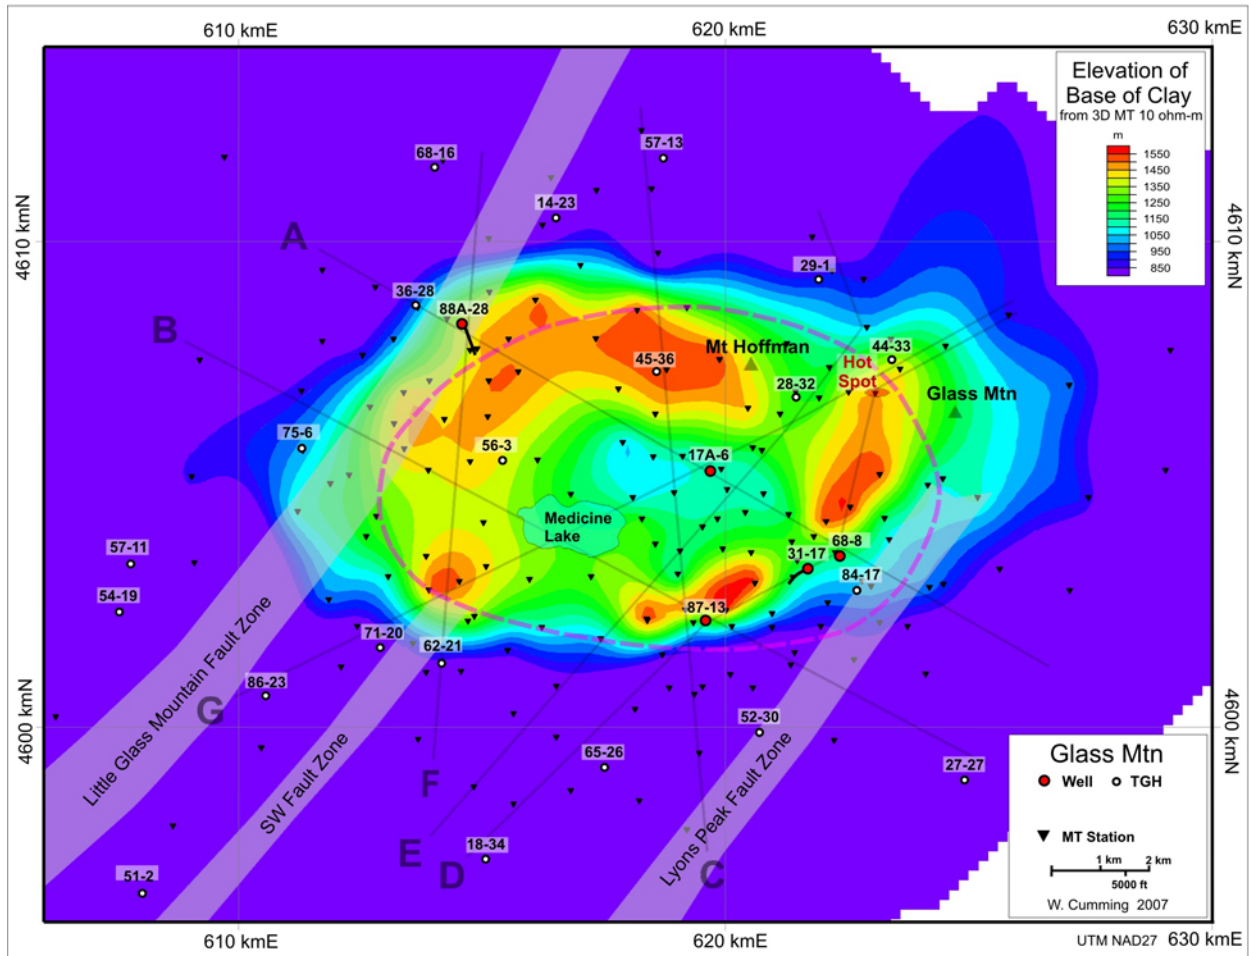 610 kmE
620 kmE
630 kmE
Elevation of
Base of Clay
from 3D MT 10 ohm-m
m
1550
1450
1350
1250
1150
1050
950
850
4610 kmN
4610 kmN
68-16
57-13
14-23
A
29-1
36-28
88A-28
B
Mt Hoffman
44-33
45-36
Hot
Spot
28-32
Glass Mtn
75-6
56-3
17A-6
Medicine
Lake
57-11
31-17
68-8
84-17
54-19
87-13
71-20
62-21
86-23
G
Little Glass Mountain Fault Zone
SW Fault Zone
Lyons Peak Fault Zone
4600 kmN
4600 kmN
52-30
65-26
27-27
F
E
D
C
18-34
51-2
Glass Mtn
Well
TGH
MT Station
1 km
2 km
5000 ft
W. Cumming 2007
610 kmE
620 kmE
UTM NAD27
630 kmE